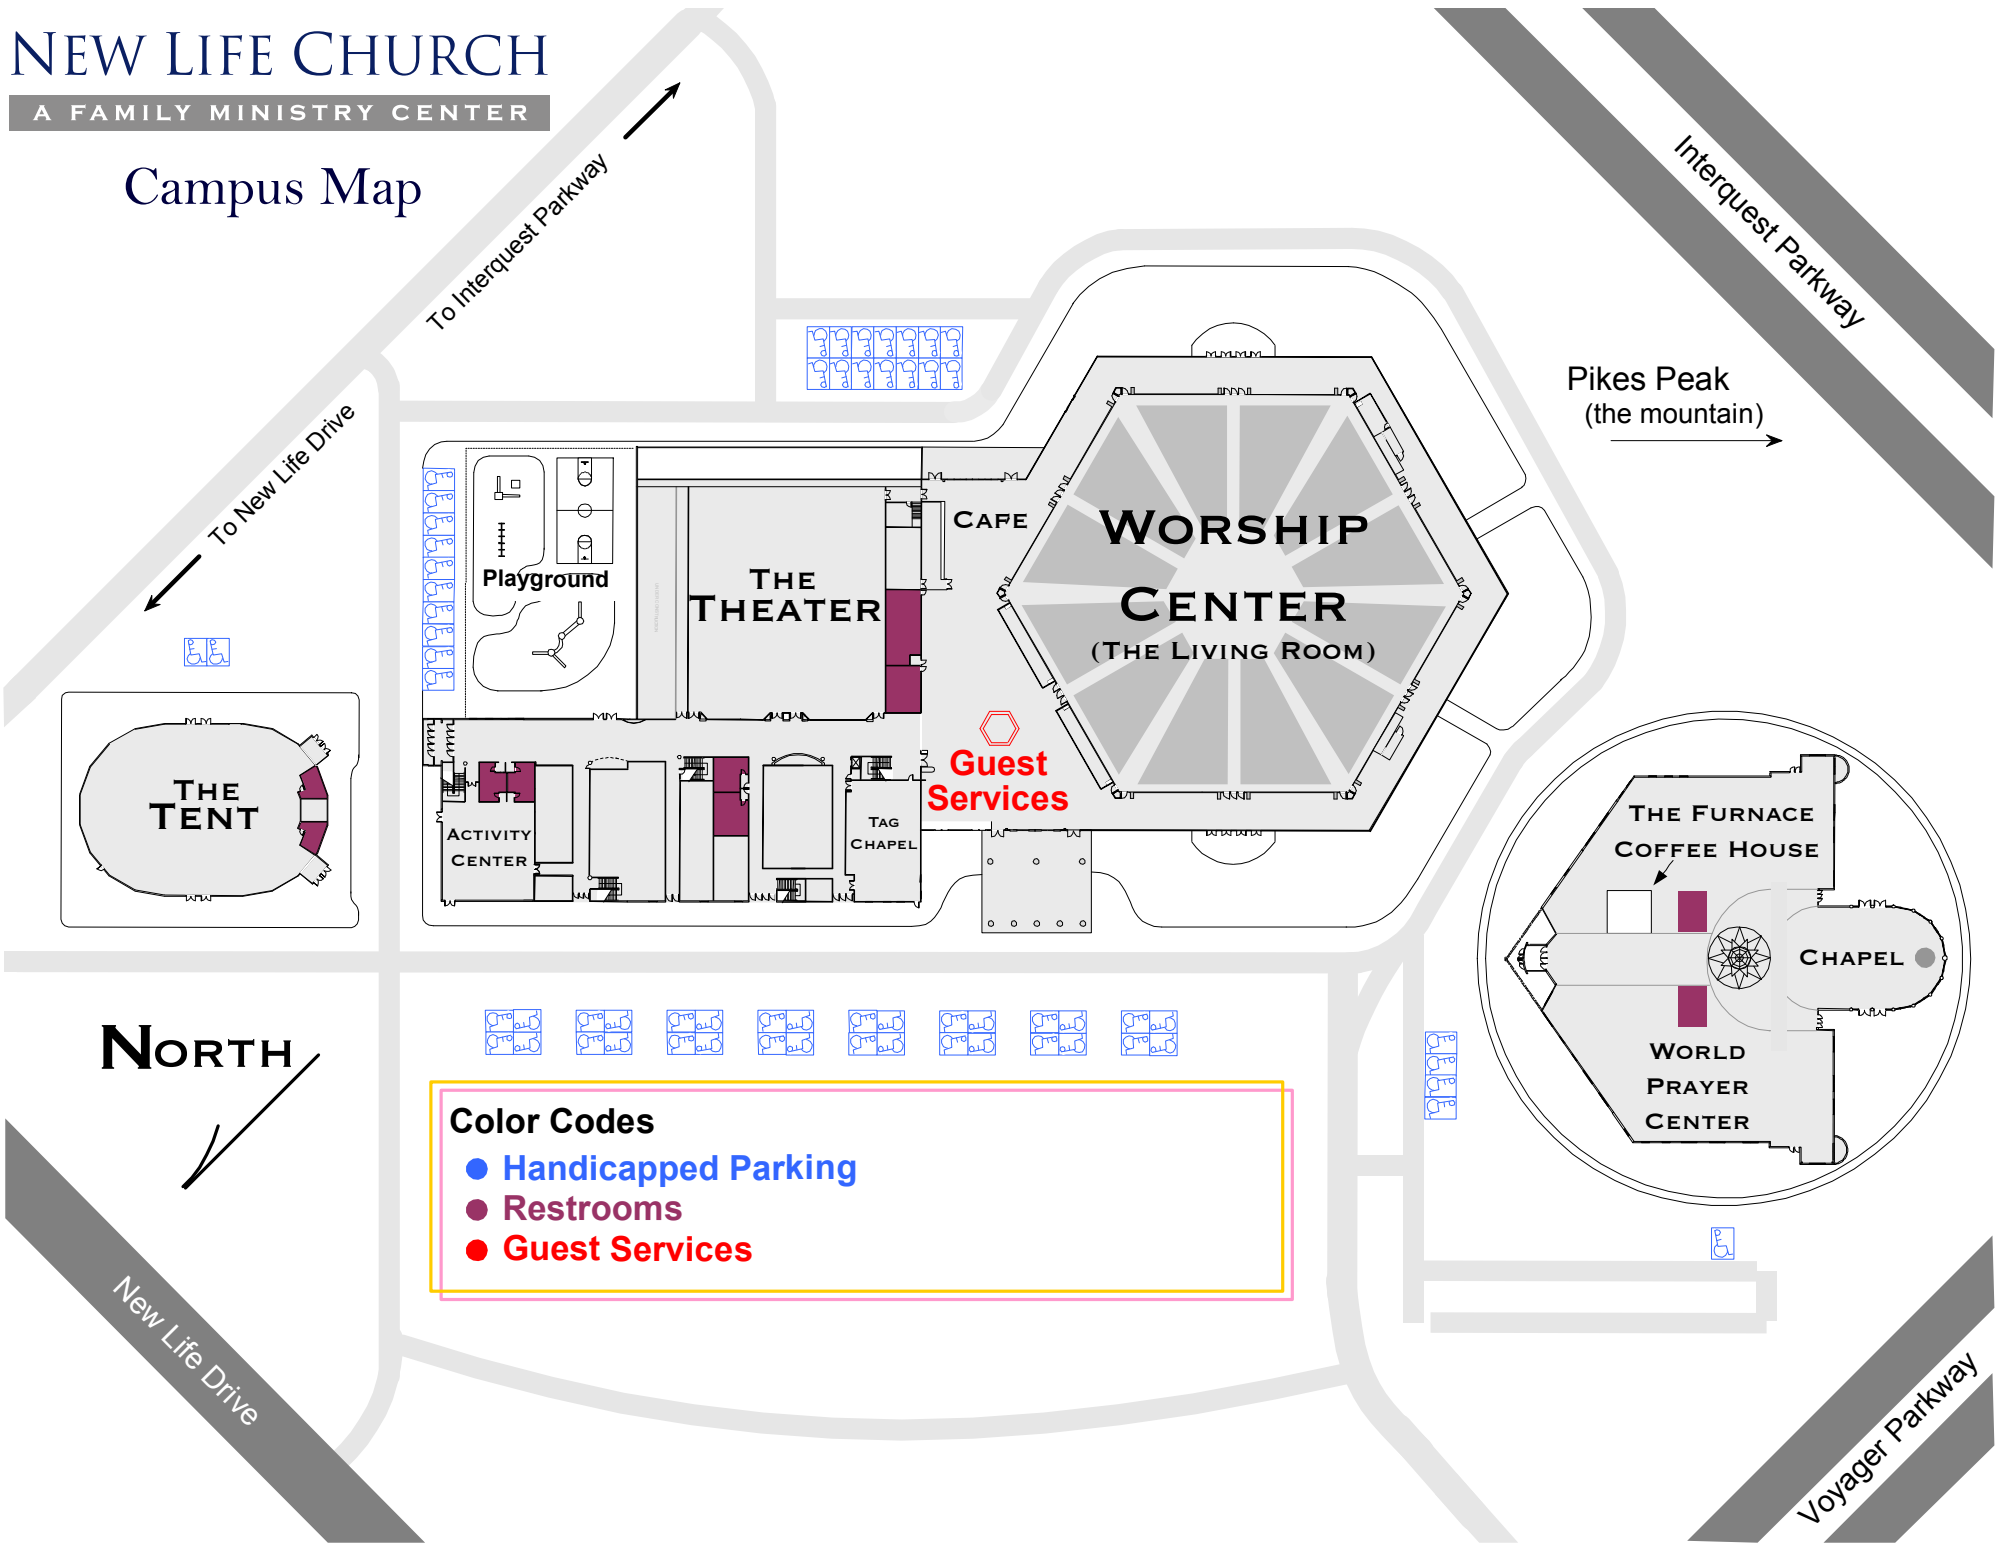 NEW LIFE CHURCH
A FAMILY MINISTRY CENTER
Campus Map
To Interquest Parkway
To New Life Drive
Interquest Parkway
Pikes Peak
(the mountain)
CAFE
WORSHIP
CENTER
(THE LIVING ROOM)
Playground
THE
THEATER
Guest
Services
THE
TENT
ACTIVITY
CENTER
TAG
CHAPEL
THE FURNACE
COFFEE HOUSE
CHAPEL
WORLD
PRAYER
CENTER
NORTH
Color Codes
Handicapped Parking
Restrooms
Guest Services
New Life Drive
Voyager Parkway